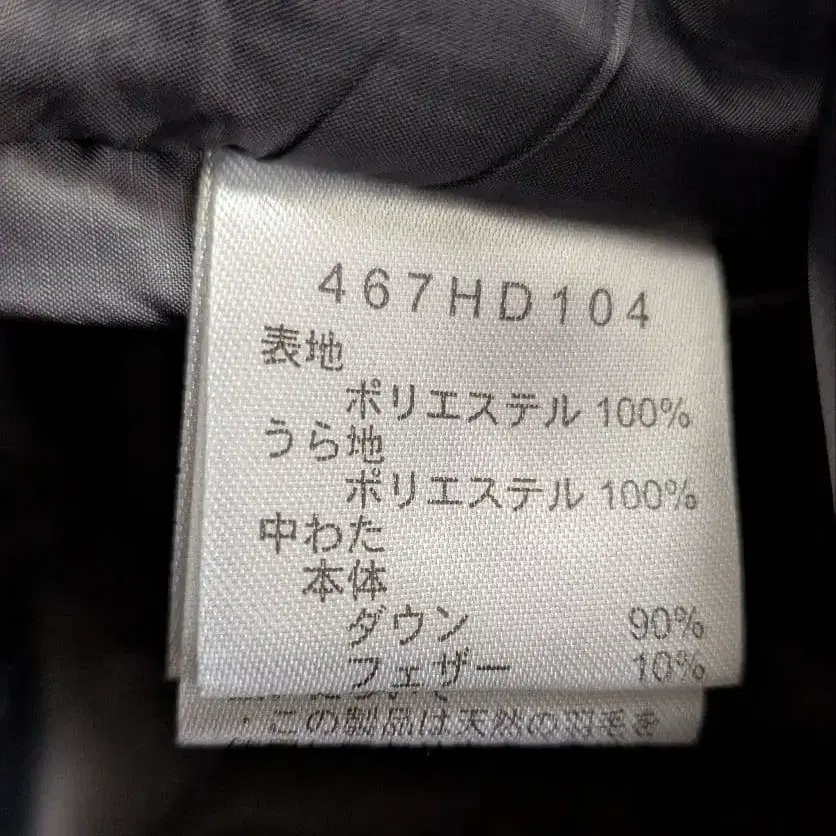 467HD104
表地
ポリエステル 100%
うら地
ポリエステル 100%
中わた
本体
ダウン 90%
フェザー 10%
・この製品は天然の羽毛を